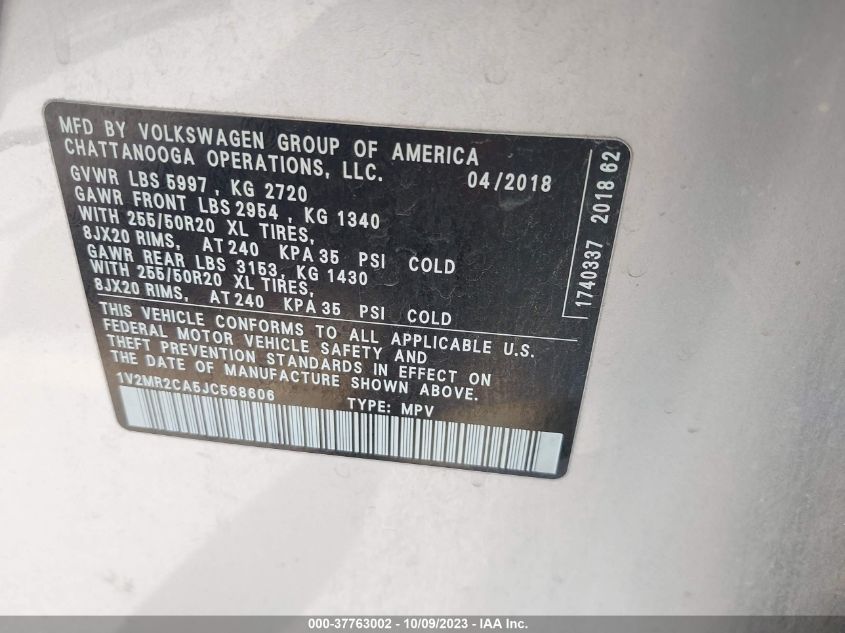 MFD BY VOLKSWAGEN GROUP OF AMERICA
CHATTANOOGA OPERATIONS, LLC.
04/2018
GVWR LBS 5997 , KG 2720
GAWR FRONT LBS 2954 , KG 1340
WITH 255/50R20 XL TIRES,
8JX20 RIMS, AT 240 KPA 35 PSI COLD
GAWR REAR LBS 3153, KG 1430
WITH 255/50R20 XL TIRES,
8JX20 RIMS, AT 240 KPA 35 PSI COLD
THIS VEHICLE CONFORMS TO ALL APPLICABLE U.S.
FEDERAL MOTOR VEHICLE SAFETY AND
THEFT PREVENTION STANDARDS IN EFFECT ON
THE DATE OF MANUFACTURE SHOWN ABOVE.
1V2MR2CA5JC568606 TYPE: MPV
1740337 2018 62
000-37763002 - 10/09/2023 - © IAA Inc.